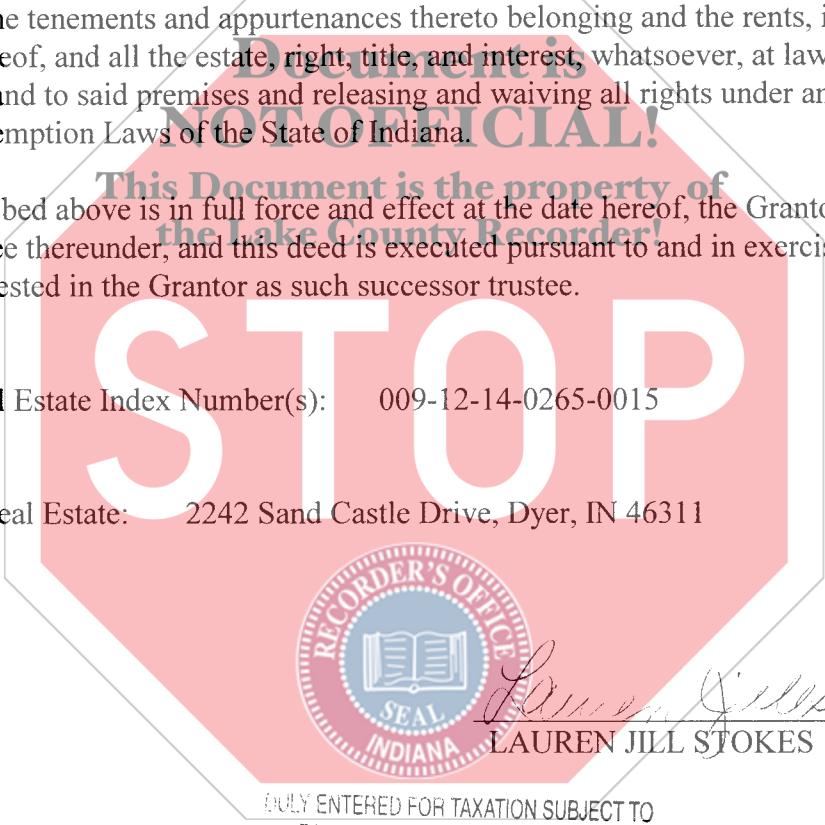 ne tenements and appurtenances thereto belonging and the rents, i
eof, and all the estate, right, title, and interest, whatsoever, at law
Document is
and to said premises and releasing and waiving all rights under an
NOT OFFICIAL!
emption Laws of the State of Indiana.
This Document is the property of
bed above is in full force and effect at the date hereof, the Granto
the Lake County Recorder!
ee thereunder, and this deed is executed pursuant to and in exercis
ested in the Grantor as such successor trustee.
STOP
l Estate Index Number(s): 009-12-14-0265-0015
eal Estate: 2242 Sand Castle Drive, Dyer, IN 46311
RECORDER'S OFFICE
SEAL
INDIANA
Lauren Jill S
LAUREN JILL STOKES
DULY ENTERED FOR TAXATION SUBJECT TO